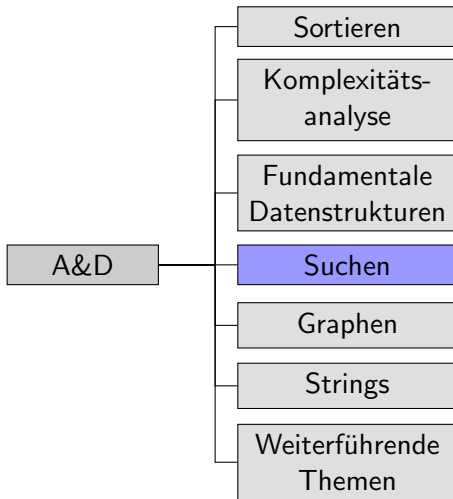 Sortieren
Komplexitäts-
analyse
Fundamentale
Datenstrukturen
A&D
Suchen
Graphen
Strings
Weiterführende
Themen